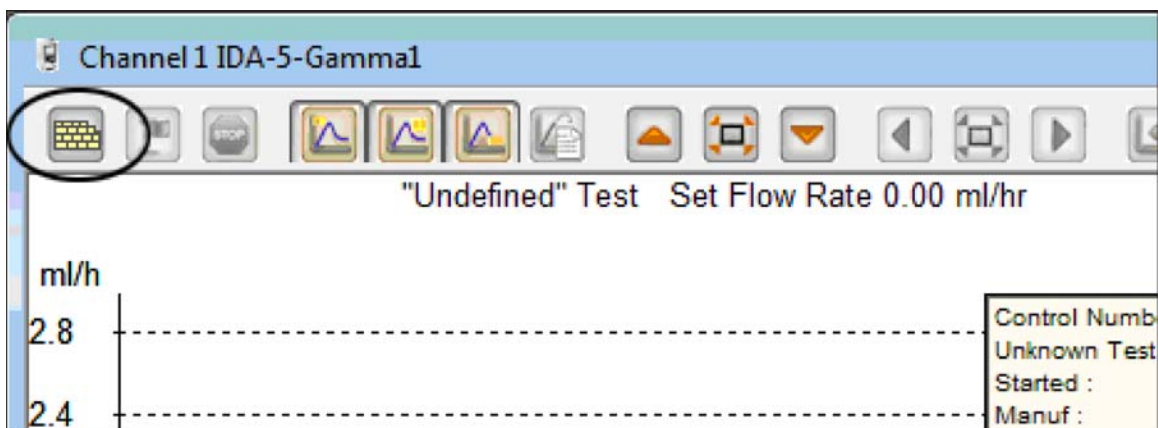 Channel 1 IDA-5-Gamma1
STOP
"Undefined" Test Set Flow Rate 0.00 ml/hr
ml/h
2.8
2.4
Control Numb
Unknown Test
Started :
Manuf :